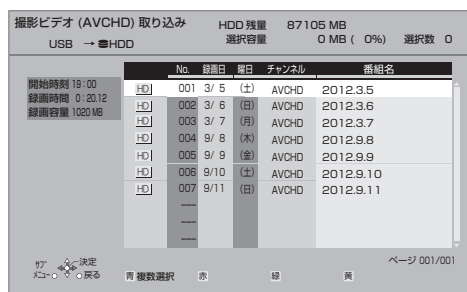 撮影ビデオ (AVCHD) 取り込み HDD 残量 87105 MB
USB → HDD 選択容量 0 MB ( 0%) 選択数 0
No. 録画日 曜日 チャンネル 番組名
開始時刻 19:00
録画時間 0:20.12
録画容量 1020 MB
HD 001 3/ 5 (土) AVCHD 2012.3.5
HD 002 3/ 6 (日) AVCHD 2012.3.6
HD 003 3/ 7 (月) AVCHD 2012.3.7
HD 004 9/ 8 (木) AVCHD 2012.9.8
HD 005 9/ 9 (金) AVCHD 2012.9.9
HD 006 9/10 (土) AVCHD 2012.9.10
HD 007 9/11 (日) AVCHD 2012.9.11
---
---
---
ページ 001/001
サブメニュー 決定 戻る
青 複数選択 赤 緑 黄